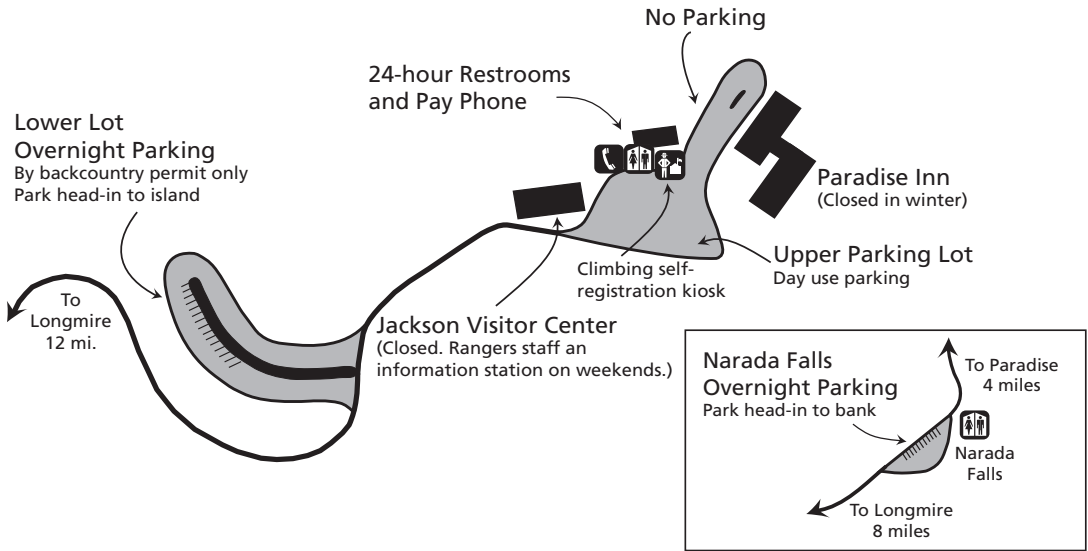 No Parking
24-hour Restrooms
and Pay Phone
Lower Lot
Overnight Parking
By backcountry permit only
Park head-in to island
Paradise Inn
(Closed in winter)
Upper Parking Lot
Day use parking
Climbing self-
registration kiosk
To
Longmire
12 mi.
Jackson Visitor Center
(Closed. Rangers staff an
information station on weekends.)
Narada Falls
Overnight Parking
Park head-in to bank
To Paradise
4 miles
Narada
Falls
To Longmire
8 miles